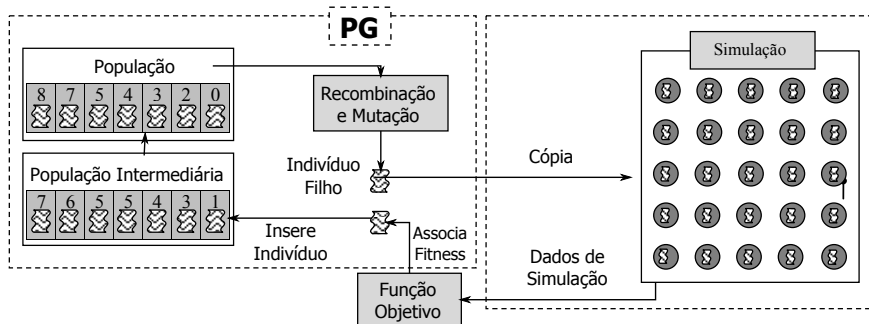 PG
População
8 7 5 4 3 2 0
Recombinação
e Mutação
População Intermediária
7 6 5 5 4 3 1
Indivíduo
Filho
Insere
Indivíduo
Associa
Fitness
Função
Objetivo
Cópia
Dados de
Simulação
Simulação